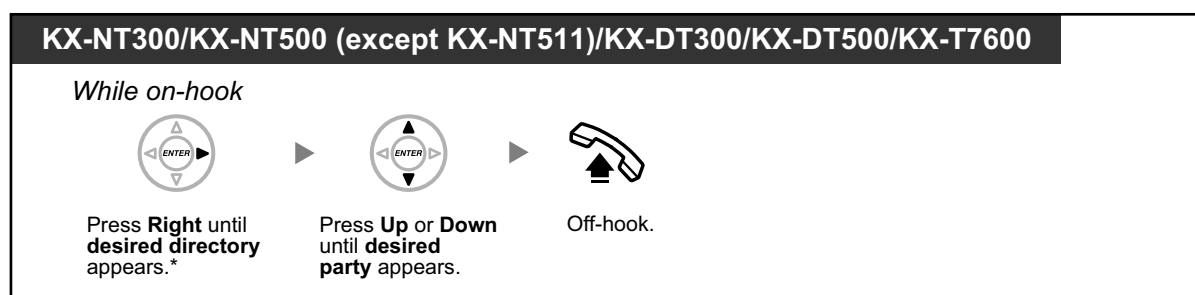 KX-NT300/KX-NT500 (except KX-NT511)/KX-DT300/KX-DT500/KX-T7600
While on-hook
ENTER
ENTER
Press Right until
desired directory
appears.*
Press Up or Down
until desired
party appears.
Off-hook.